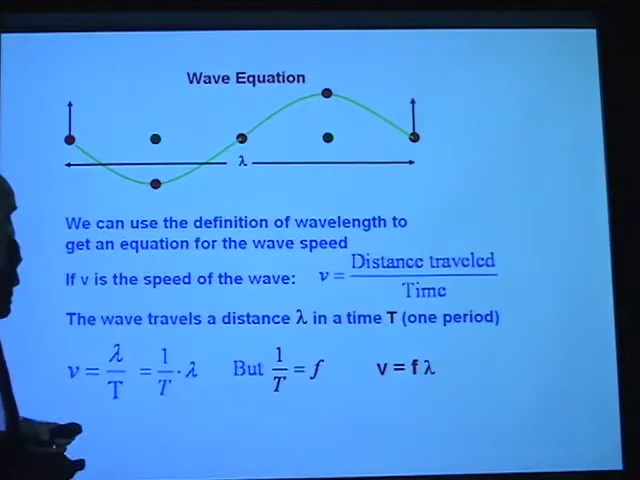 Wave Equation
λ
We can use the definition of wavelength to
get an equation for the wave speed
If v is the speed of the wave: v = Distance traveled / Time
The wave travels a distance λ in a time T (one period)
v = λ/T = 1/T · λ But 1/T = f v = f λ